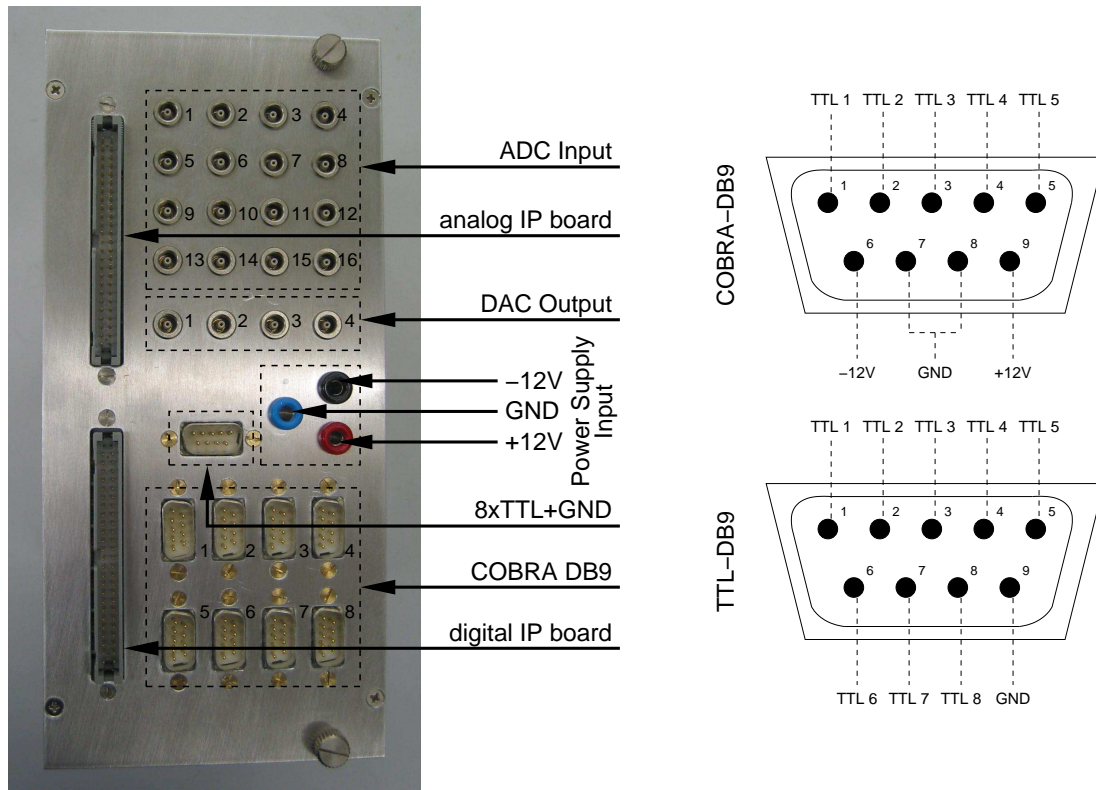 1 2 3 4
5 6 7 8
9 10 11 12
13 14 15 16
1 2 3 4
1 2 3 4
5 6 7 8
ADC Input
analog IP board
DAC Output
−12V
GND
+12V
Power Supply
Input
8xTTL+GND
COBRA DB9
digital IP board
COBRA−DB9
TTL 1 TTL 2 TTL 3 TTL 4 TTL 5
1 2 3 4 5
6 7 8 9
−12V GND +12V
TTL−DB9
TTL 1 TTL 2 TTL 3 TTL 4 TTL 5
1 2 3 4 5
6 7 8 9
TTL 6 TTL 7 TTL 8 GND